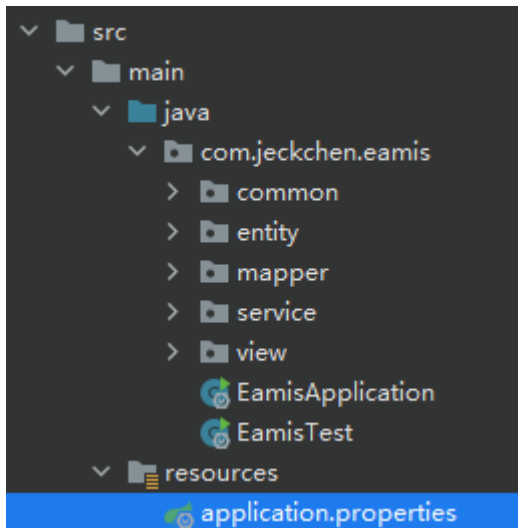 src
main
java
com.jeckchen.eamis
common
entity
mapper
service
view
EamisApplication
EamisTest
resources
application.properties